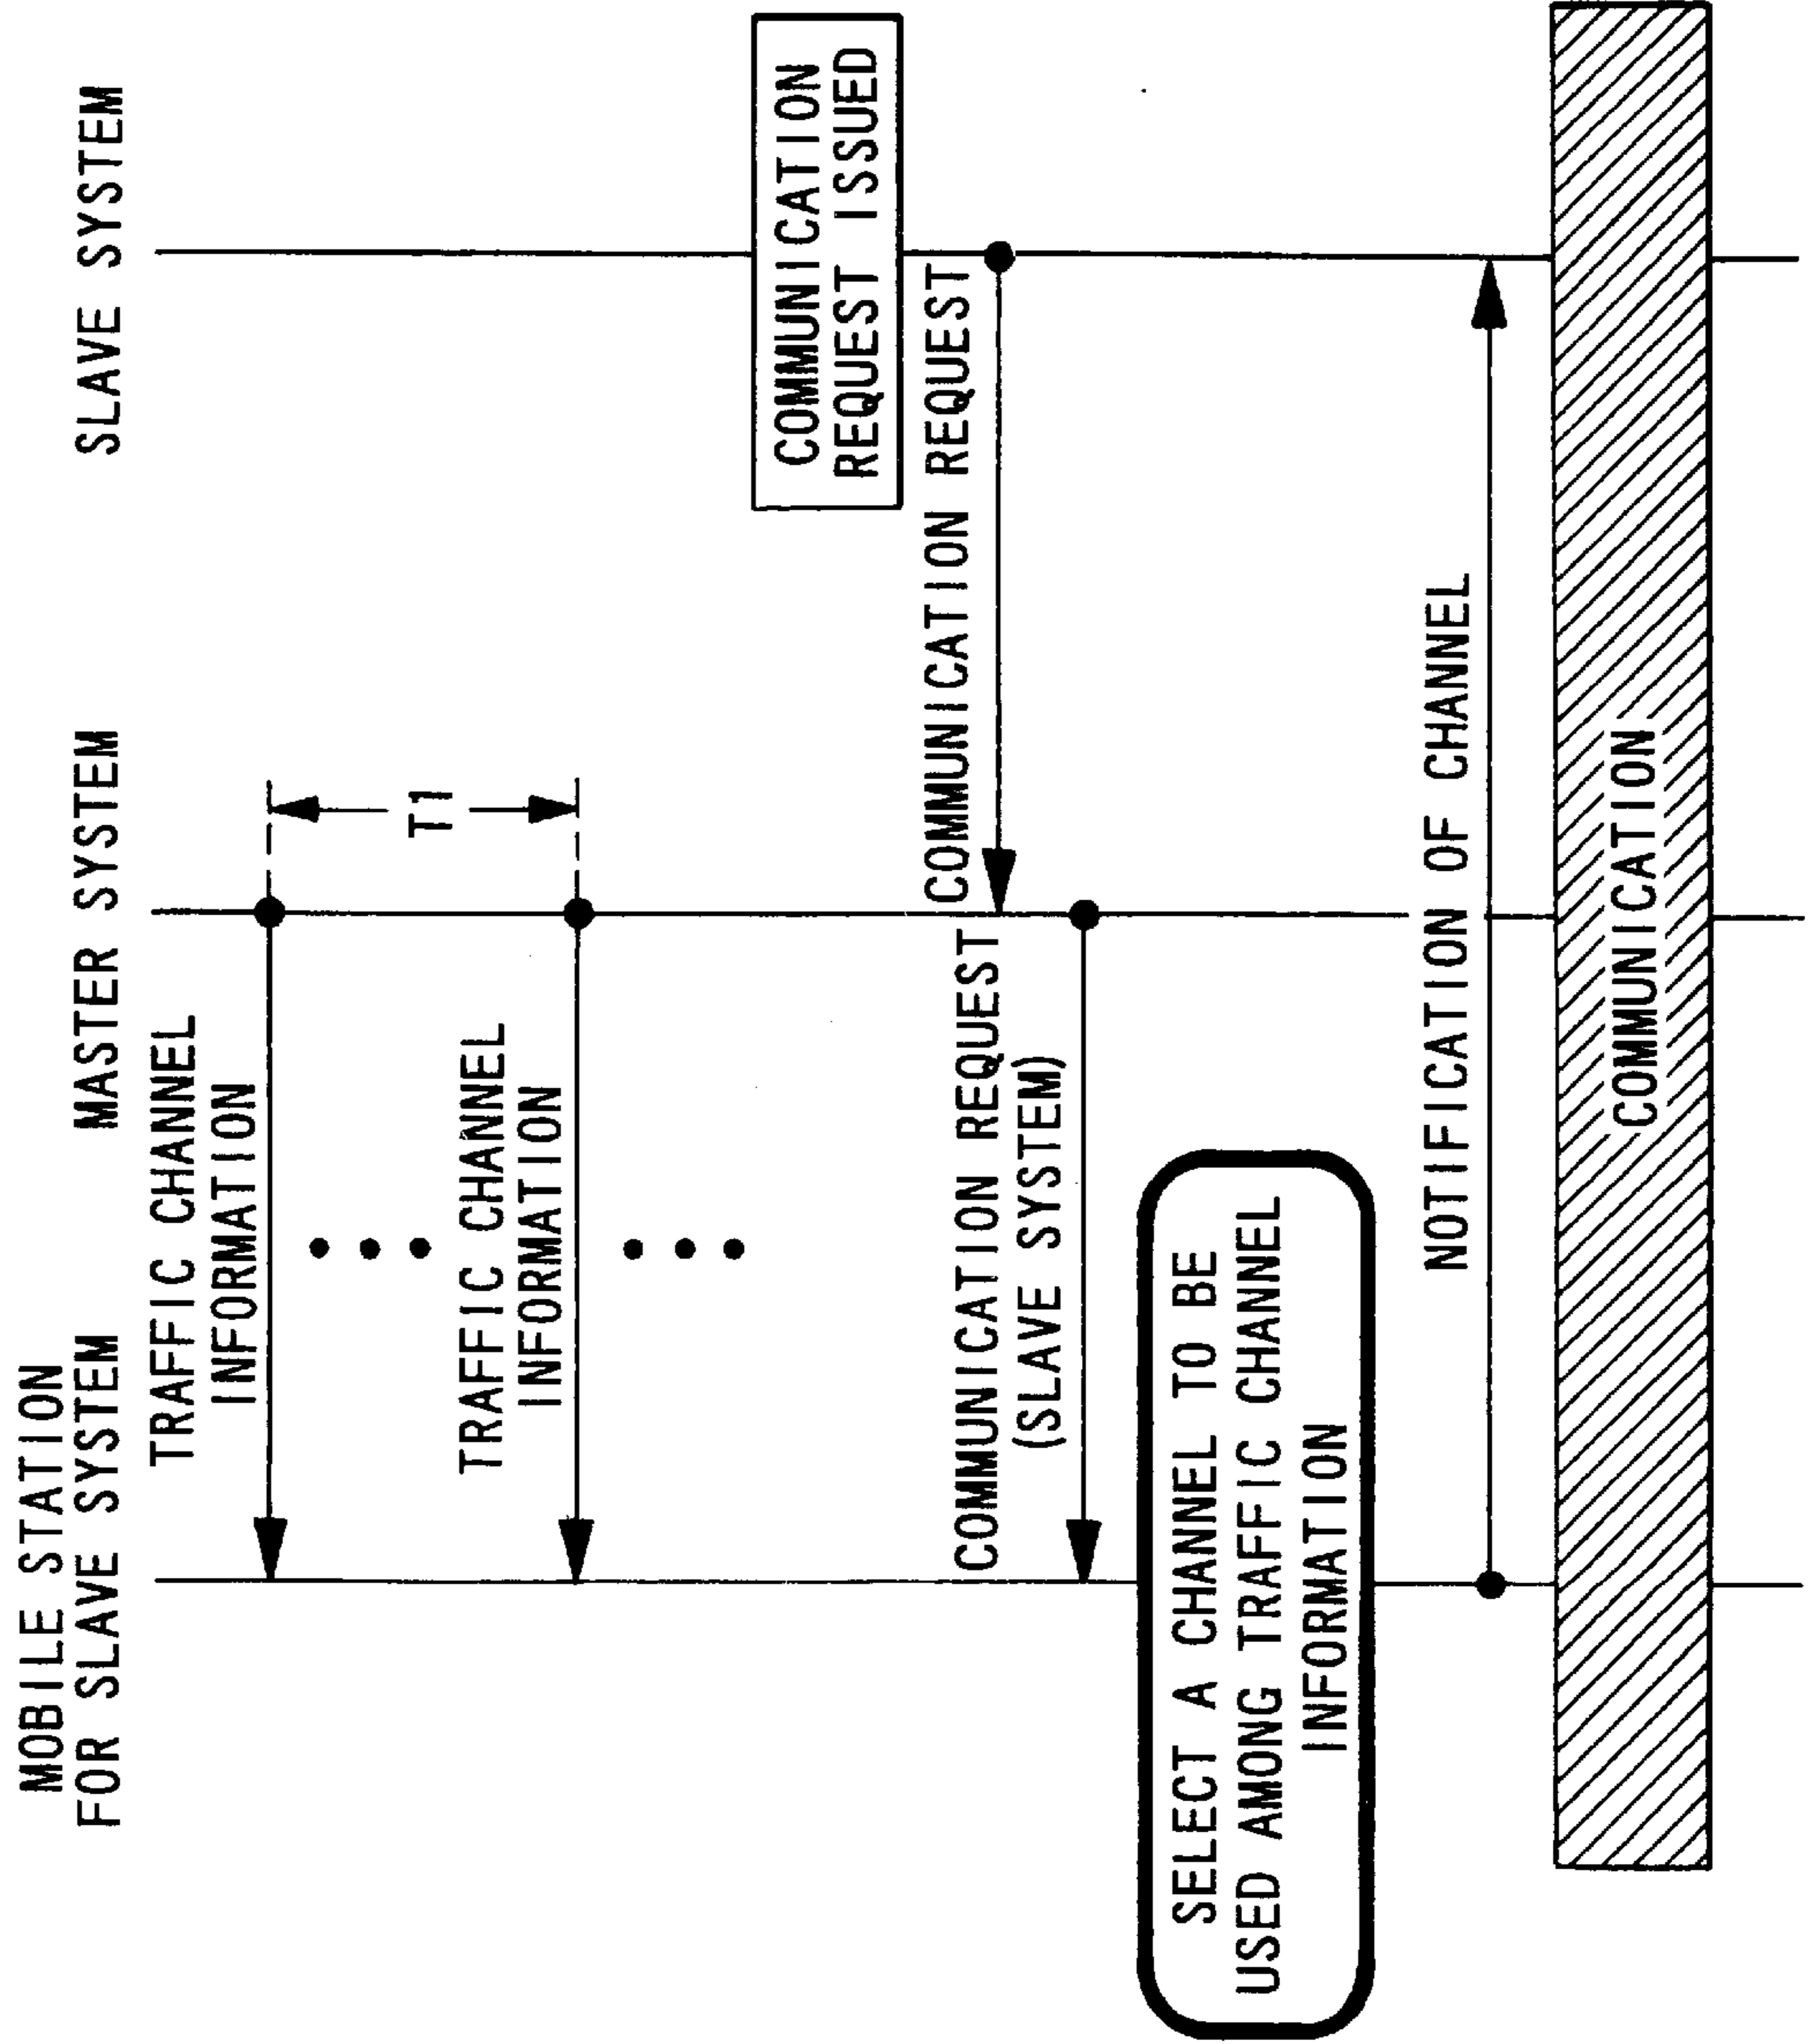 MOBILE STATION
FOR SLAVE SYSTEM
MASTER SYSTEM
SLAVE SYSTEM
TRAFFIC CHANNEL
INFORMATION
T1
TRAFFIC CHANNEL
INFORMATION
COMMUNICATION
REQUEST ISSUED
COMMUNICATION REQUEST
COMMUNICATION REQUEST
(SLAVE SYSTEM)
SELECT A CHANNEL TO BE
USED AMONG TRAFFIC CHANNEL
INFORMATION
NOTIFICATION OF CHANNEL
COMMUNICATION